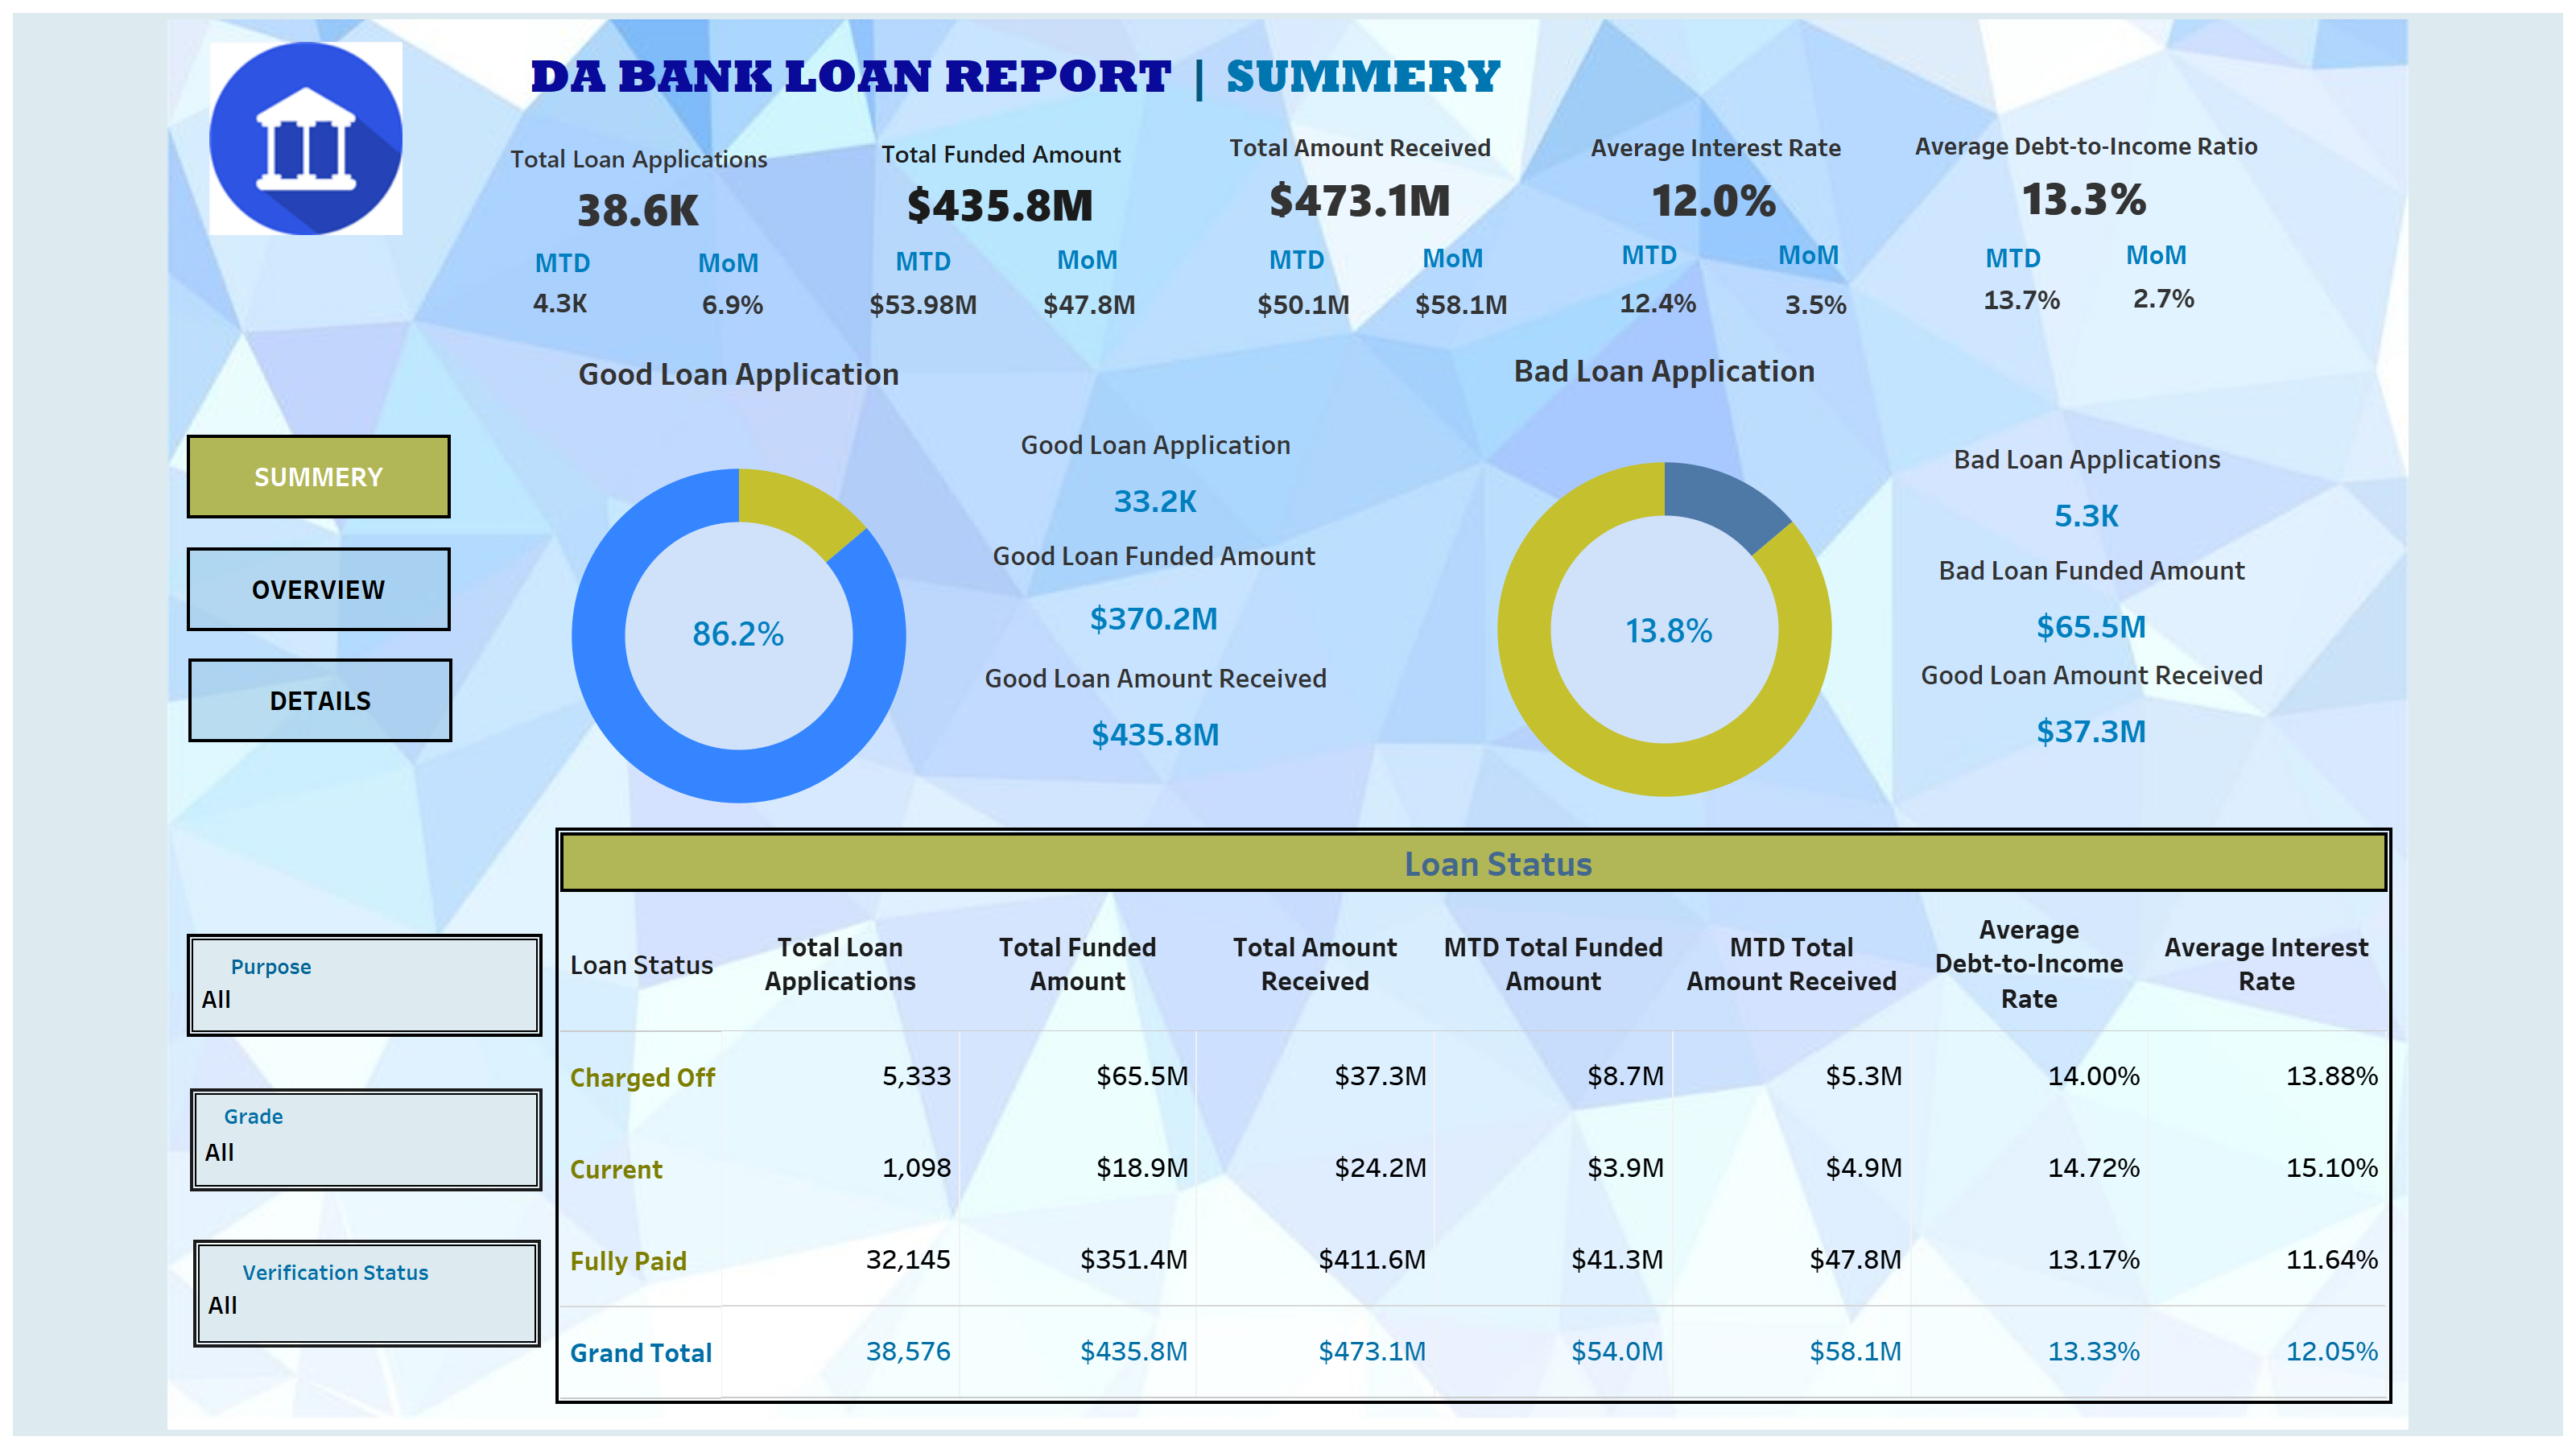 DA BANK LOAN REPORT | SUMMERY
Total Loan Applications
38.6K
MTD MoM
4.3K 6.9%
Total Funded Amount
$435.8M
MTD MoM
$53.98M $47.8M
Total Amount Received
$473.1M
MTD MoM
$50.1M $58.1M
Average Interest Rate
12.0%
MTD MoM
12.4% 3.5%
Average Debt-to-Income Ratio
13.3%
MTD MoM
13.7% 2.7%
SUMMERY
OVERVIEW
DETAILS
Good Loan Application
86.2%
Good Loan Application
33.2K
Good Loan Funded Amount
$370.2M
Good Loan Amount Received
$435.8M
Bad Loan Application
13.8%
Bad Loan Applications
5.3K
Bad Loan Funded Amount
$65.5M
Good Loan Amount Received
$37.3M
Purpose
All
Grade
All
Verification Status
All
Loan Status
Loan Status
Total Loan
Applications
Total Funded
Amount
Total Amount
Received
MTD Total Funded
Amount
MTD Total
Amount Received
Average
Debt-to-Income
Rate
Average Interest
Rate
Charged Off 5,333 $65.5M $37.3M $8.7M $5.3M 14.00% 13.88%
Current 1,098 $18.9M $24.2M $3.9M $4.9M 14.72% 15.10%
Fully Paid 32,145 $351.4M $411.6M $41.3M $47.8M 13.17% 11.64%
Grand Total 38,576 $435.8M $473.1M $54.0M $58.1M 13.33% 12.05%